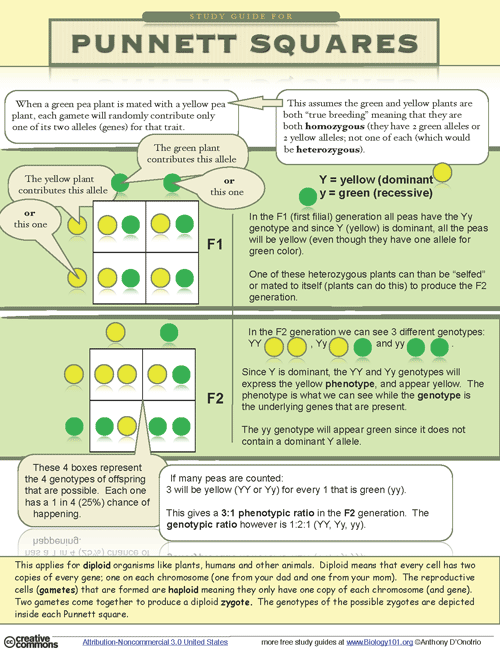 STUDY GUIDE FOR
PUNNETT SQUARES
When a green pea plant is mated with a yellow pea
plant, each gamete will randomly contribute only
one of its two alleles (genes) for that trait.
This assumes the green and yellow plants are
both "true breeding" meaning that they are
both homozygous (they have 2 green alleles or
2 yellow alleles; not one of each (which would
be heterozygous).
The green plant
contributes this allele
or
this one
The yellow plant
contributes this allele
or
this one
Y = yellow (dominant
y = green (recessive)
F1
In the F1 (first filial) generation all peas have the Yy
genotype and since Y (yellow) is dominant, all the peas
will be yellow (even though they have one allele for
green color).
One of these heterozygous plants can than be "selfed"
or mated to itself (plants can do this) to produce the F2
generation.
F2
In the F2 generation we can see 3 different genotypes:
YY , Yy and yy .
Since Y is dominant, the YY and Yy genotypes will
express the yellow phenotype, and appear yellow. The
phenotype is what we can see while the genotype is
the underlying genes that are present.
The yy genotype will appear green since it does not
contain a dominant Y allele.
These 4 boxes represent
the 4 genotypes of offspring
that are possible. Each one
has a 1 in 4 (25%) chance of
happening.
If many peas are counted:
3 will be yellow (YY or Yy) for every 1 that is green (yy).
This gives a 3:1 phenotypic ratio in the F2 generation. The
genotypic ratio however is 1:2:1 (YY, Yy, yy).
This applies for diploid organisms like plants, humans and other animals. Diploid means that every cell has two
copies of every gene; one on each chromosome (one from your dad and one from your mom). The reproductive
cells (gametes) that are formed are haploid meaning they only have one copy of each chromosome (and gene).
Two gametes come together to produce a diploid zygote. The genotypes of the possible zygotes are depicted
inside each Punnett square.
cc creative commons
Attribution-Noncommercial 3.0 United States
more free study guides at www.Biology101.org ©Anthony D'Onofrio